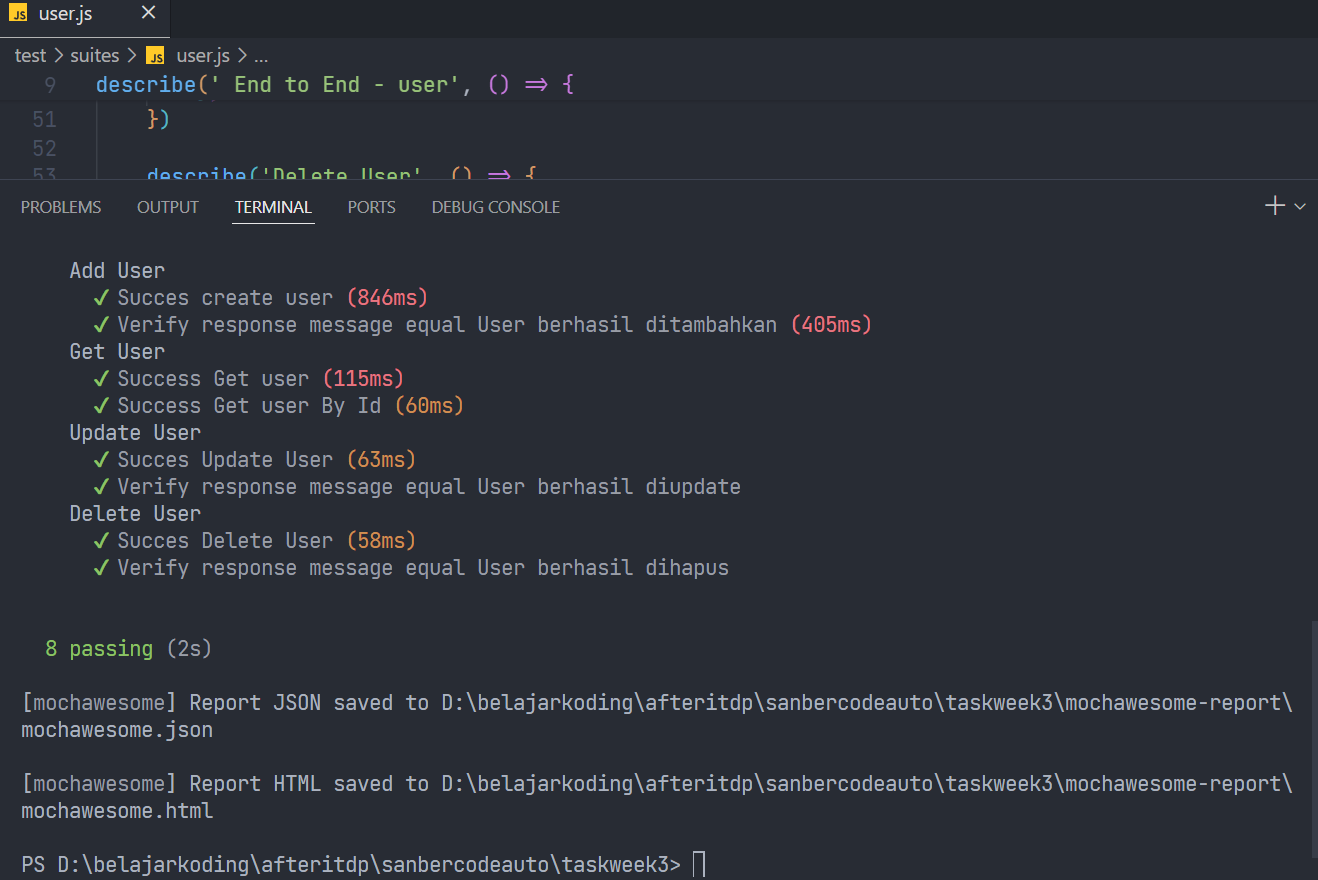 JS user.js ×
test > suites > JS user.js > ...
9 describe(' End to End - user', () => {
51 })
52
53 describe('Delete User', () => {
PROBLEMS OUTPUT TERMINAL PORTS DEBUG CONSOLE
Add User
✓ Succes create user (846ms)
✓ Verify response message equal User berhasil ditambahkan (405ms)
Get User
✓ Success Get user (115ms)
✓ Success Get user By Id (60ms)
Update User
✓ Succes Update User (63ms)
✓ Verify response message equal User berhasil diupdate
Delete User
✓ Succes Delete User (58ms)
✓ Verify response message equal User berhasil dihapus
8 passing (2s)
[mochawesome] Report JSON saved to D:\belajarkoding\afteritdp\sanbercodeauto\taskweek3\mochawesome-report\
mochawesome.json
[mochawesome] Report HTML saved to D:\belajarkoding\afteritdp\sanbercodeauto\taskweek3\mochawesome-report\
mochawesome.html
PS D:\belajarkoding\afteritdp\sanbercodeauto\taskweek3>